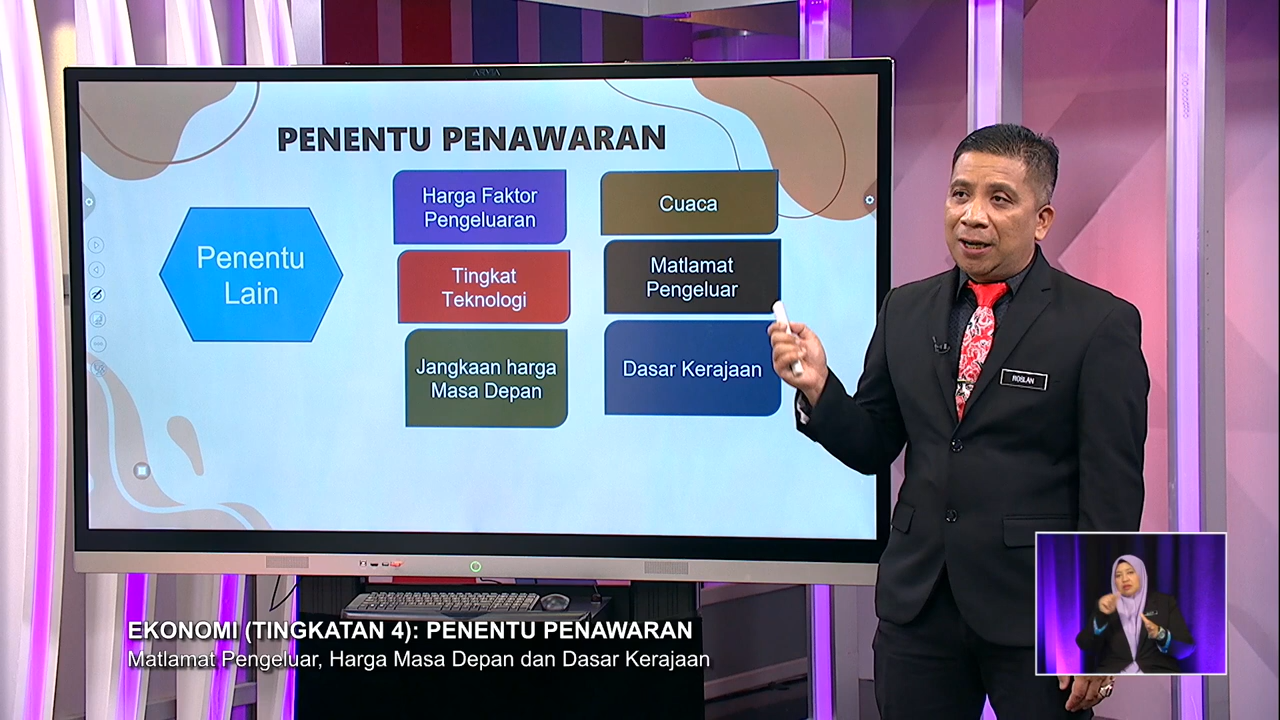 ARVIA
PENENTU PENAWARAN
Penentu
Lain
Harga Faktor
Pengeluaran
Cuaca
Tingkat
Teknologi
Matlamat
Pengeluar
Jangkaan harga
Masa Depan
Dasar Kerajaan
ROSLAN
EKONOMI (TINGKATAN 4): PENENTU PENAWARAN
Matlamat Pengeluar, Harga Masa Depan dan Dasar Kerajaan